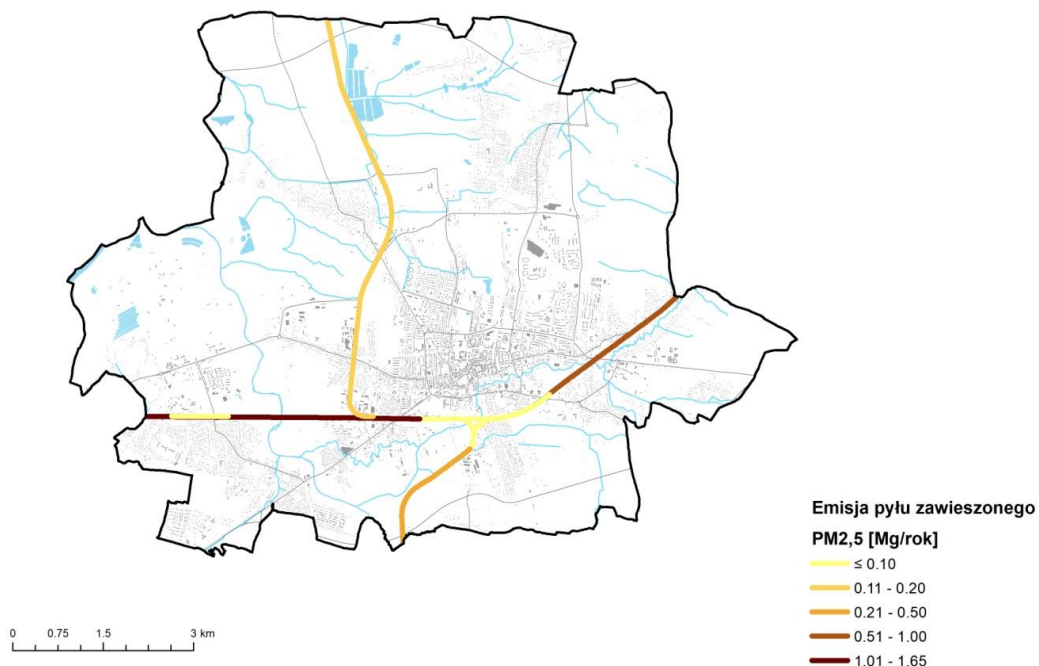 Emisja pyłu zawieszonego
PM2,5 [Mg/rok]
≤ 0.10
0.11 - 0.20
0.21 - 0.50
0.51 - 1.00
1.01 - 1.65
0 0.75 1.5 3 km